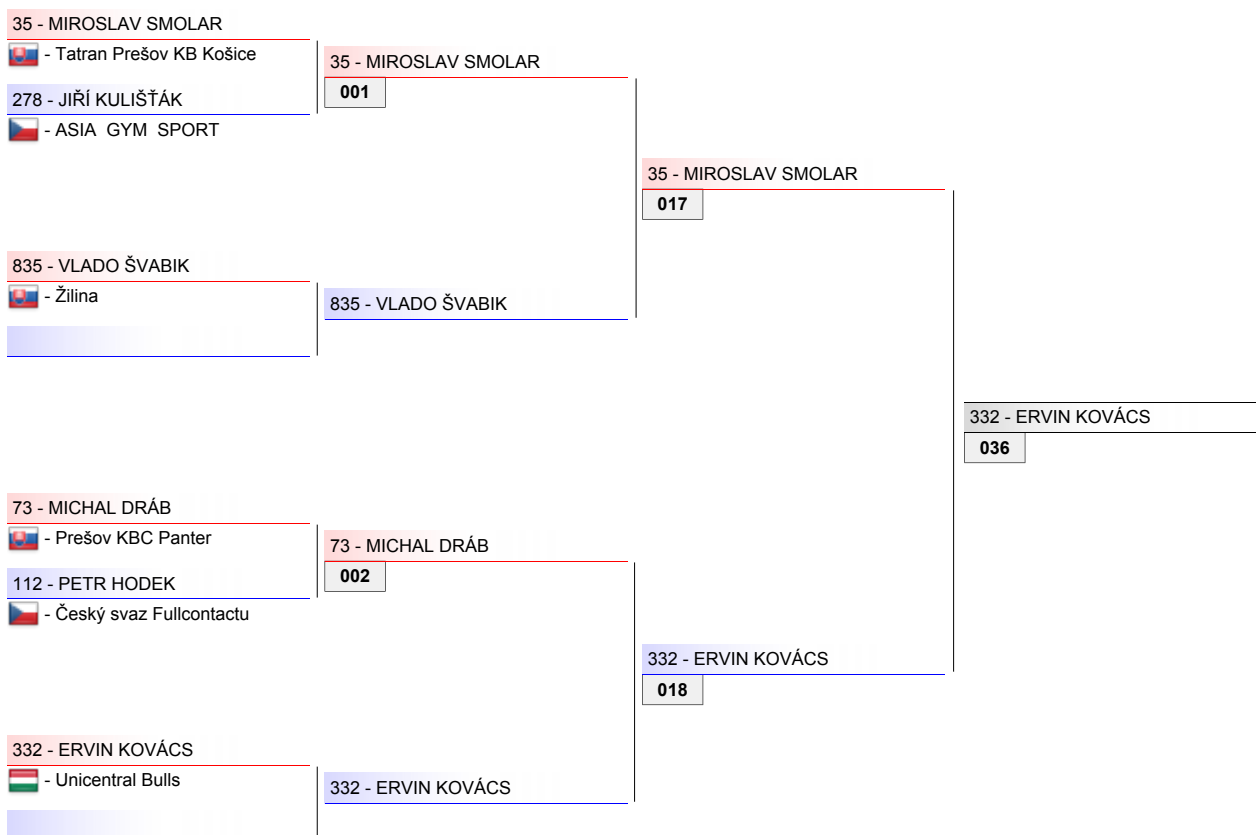 35 - MIROSLAV SMOLAR
- Tatran Prešov KB Košice
278 - JIŘÍ KULIŠŤÁK
- ASIA GYM SPORT
35 - MIROSLAV SMOLAR
001
835 - VLADO ŠVABIK
- Žilina
835 - VLADO ŠVABIK
35 - MIROSLAV SMOLAR
017
73 - MICHAL DRÁB
- Prešov KBC Panter
112 - PETR HODEK
- Český svaz Fullcontactu
73 - MICHAL DRÁB
002
332 - ERVIN KOVÁCS
- Unicentral Bulls
332 - ERVIN KOVÁCS
332 - ERVIN KOVÁCS
018
332 - ERVIN KOVÁCS
036